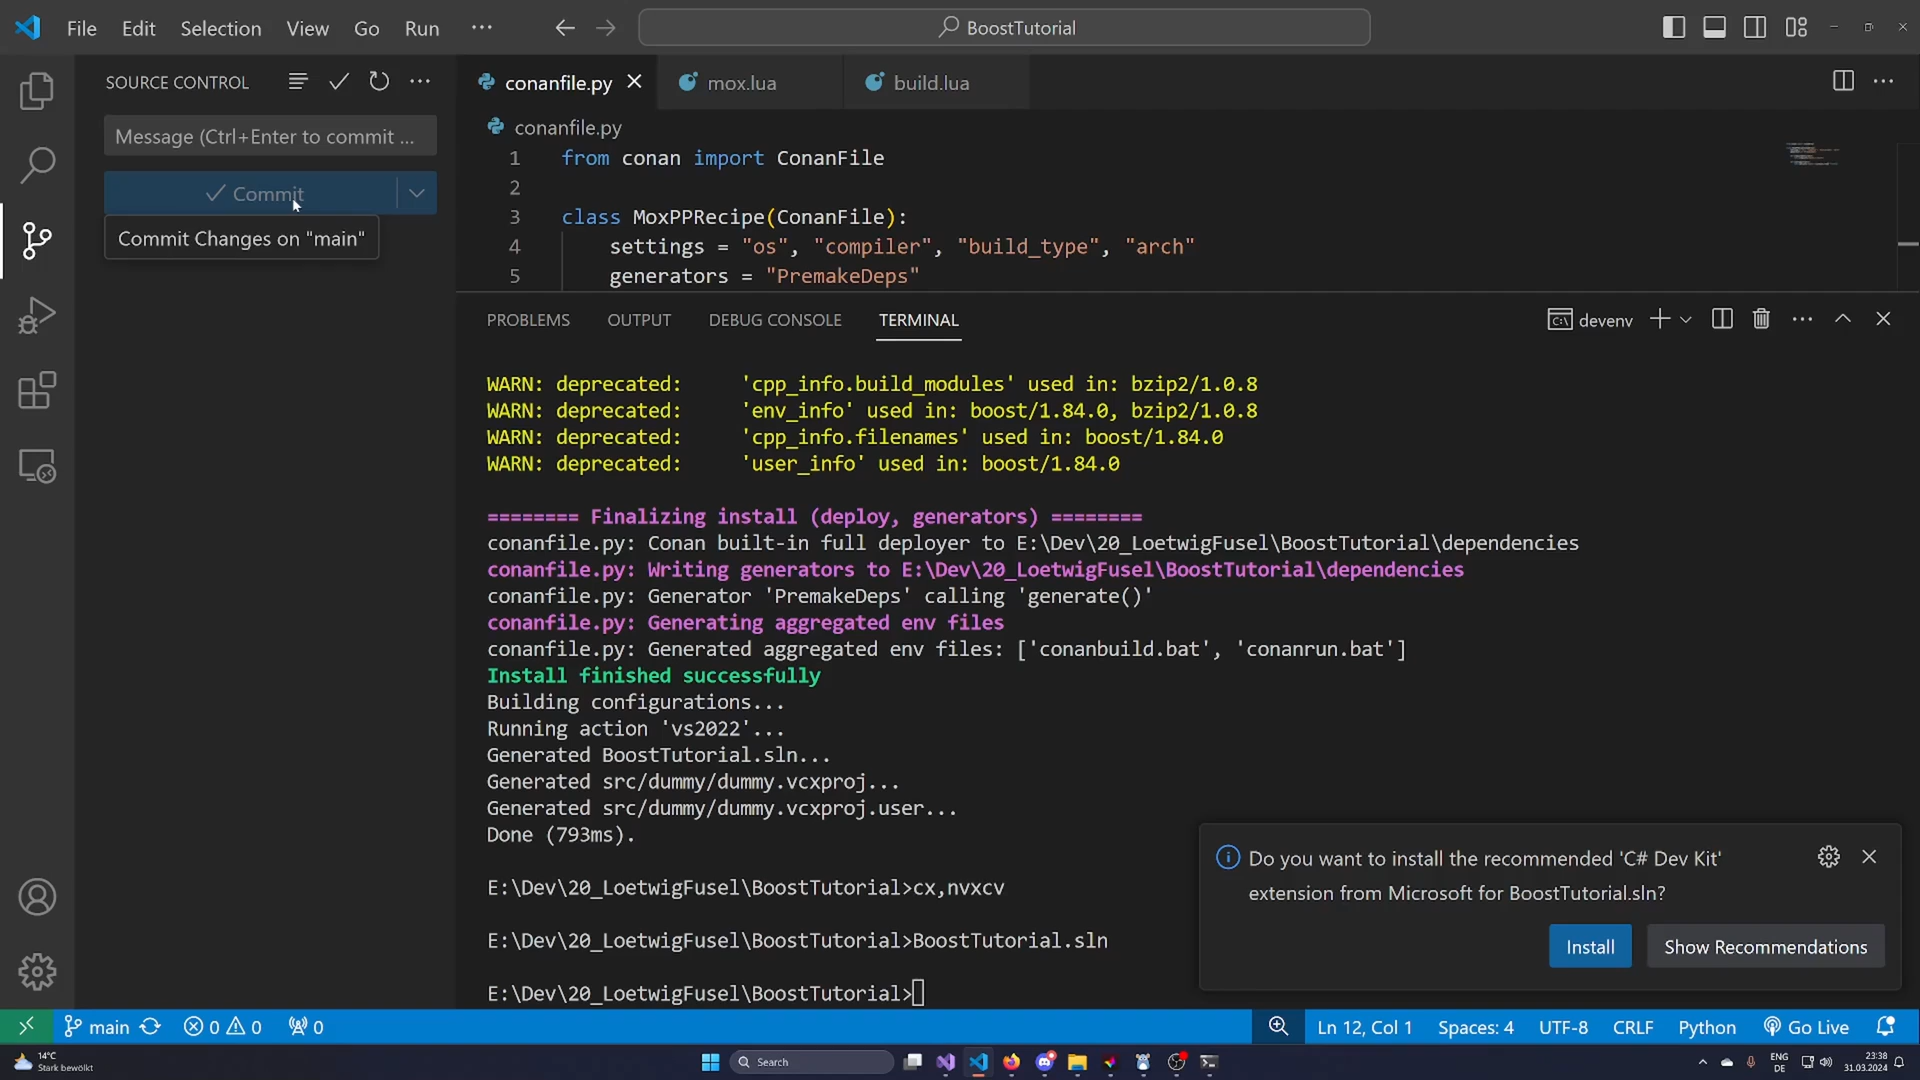 File Edit Selection View Go Run ···
BoostTutorial
SOURCE CONTROL
Message (Ctrl+Enter to commit ...
Commit
Commit Changes on "main"
conanfile.py
mox.lua
build.lua
conanfile.py
1 from conan import ConanFile
2
3 class MoxPPRecipe(ConanFile):
4 settings = "os", "compiler", "build_type", "arch"
5 generators = "PremakeDeps"
PROBLEMS OUTPUT DEBUG CONSOLE TERMINAL
devenv
WARN: deprecated: 'cpp_info.build_modules' used in: bzip2/1.0.8
WARN: deprecated: 'env_info' used in: boost/1.84.0, bzip2/1.0.8
WARN: deprecated: 'cpp_info.filenames' used in: boost/1.84.0
WARN: deprecated: 'user_info' used in: boost/1.84.0
======== Finalizing install (deploy, generators) ========
conanfile.py: Conan built-in full deployer to E:\Dev\20_LoetwigFusel\BoostTutorial\dependencies
conanfile.py: Writing generators to E:\Dev\20_LoetwigFusel\BoostTutorial\dependencies
conanfile.py: Generator 'PremakeDeps' calling 'generate()'
conanfile.py: Generating aggregated env files
conanfile.py: Generated aggregated env files: ['conanbuild.bat', 'conanrun.bat']
Install finished successfully
Building configurations...
Running action 'vs2022'...
Generated BoostTutorial.sln...
Generated src/dummy/dummy.vcxproj...
Generated src/dummy/dummy.vcxproj.user...
Done (793ms).
E:\Dev\20_LoetwigFusel\BoostTutorial>cx,nvxcv
E:\Dev\20_LoetwigFusel\BoostTutorial>BoostTutorial.sln
E:\Dev\20_LoetwigFusel\BoostTutorial>
Do you want to install the recommended 'C# Dev Kit'
extension from Microsoft for BoostTutorial.sln?
Install
Show Recommendations
main 0 0 0
Ln 12, Col 1 Spaces: 4 UTF-8 CRLF Python Go Live
14°C
Stark bewölkt
Search
ENG
DE
23:38
31.03.2024